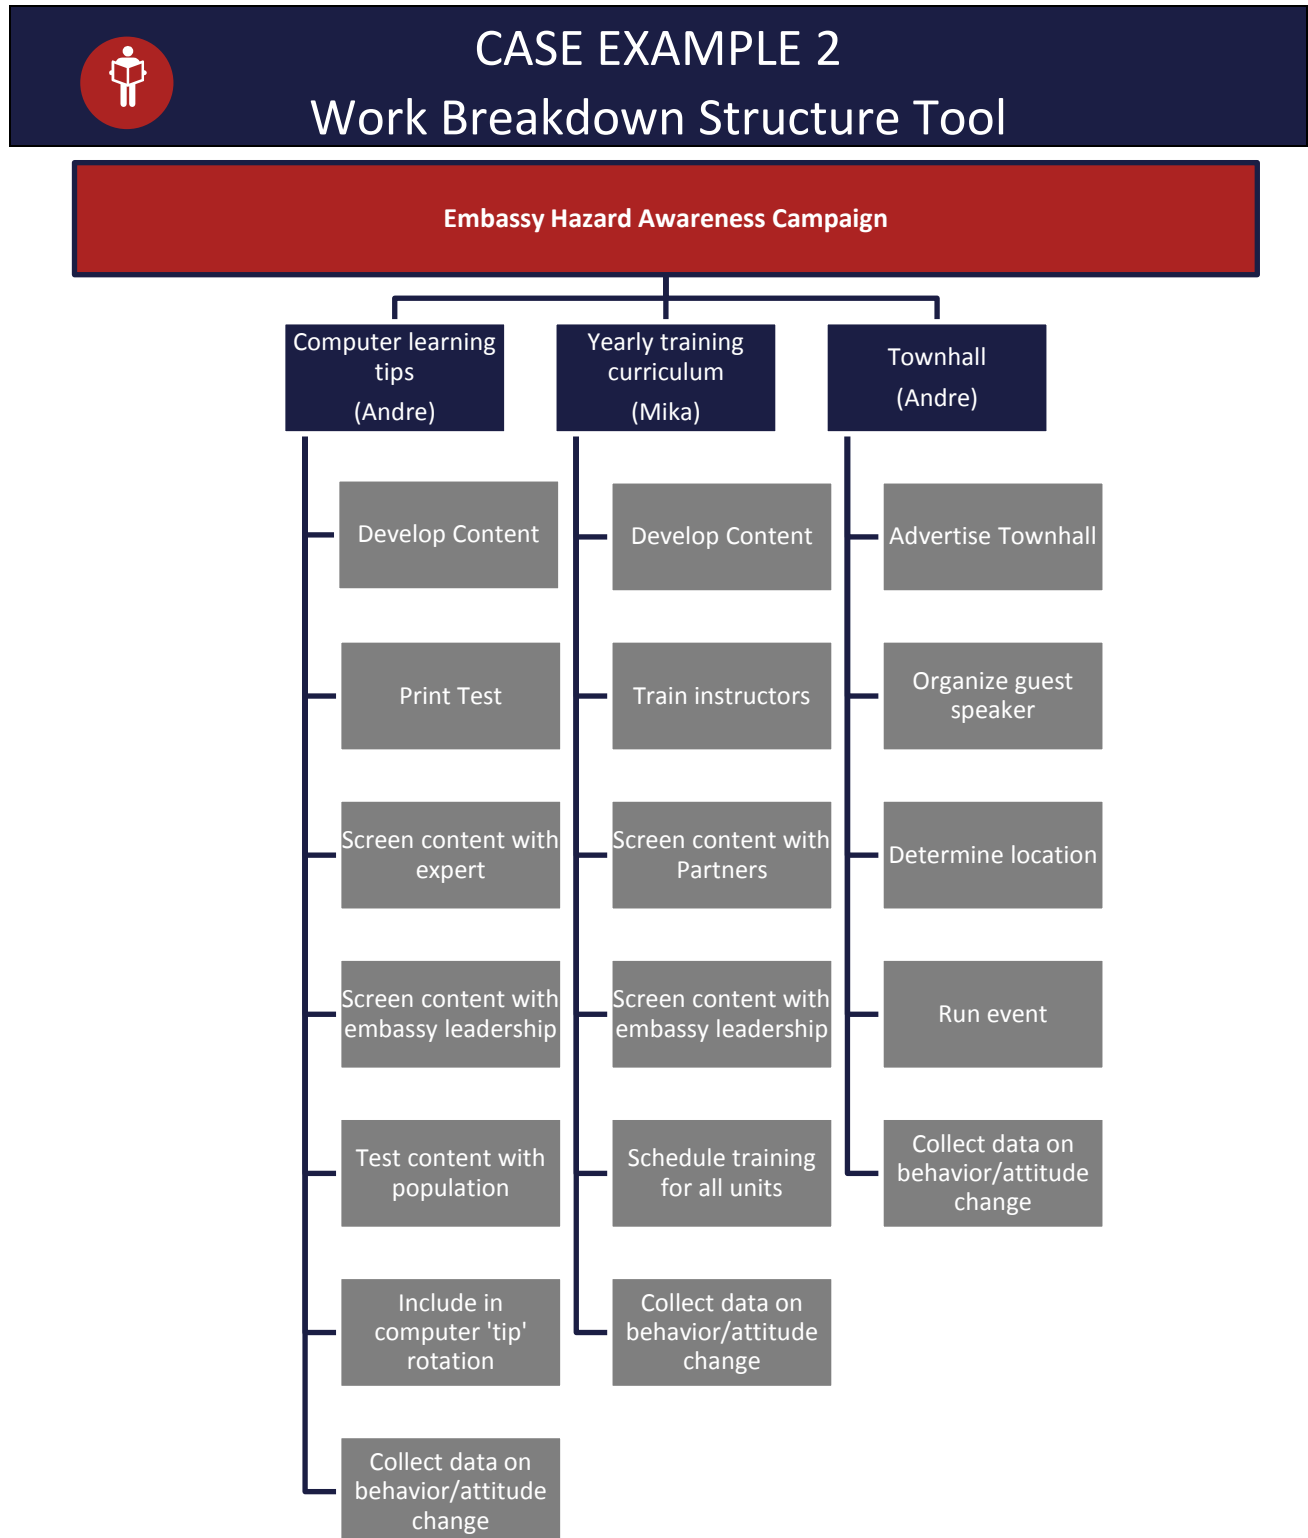 CASE EXAMPLE 2
Work Breakdown Structure Tool
Embassy Hazard Awareness Campaign
Computer learning
tips
(Andre)
Develop Content
Print Test
Screen content with
expert
Screen content with
embassy leadership
Test content with
population
Include in
computer 'tip'
rotation
Collect data on
behavior/attitude
change
Yearly training
curriculum
(Mika)
Develop Content
Train instructors
Screen content with
Partners
Screen content with
embassy leadership
Schedule training
for all units
Collect data on
behavior/attitude
change
Townhall
(Andre)
Advertise Townhall
Organize guest
speaker
Determine location
Run event
Collect data on
behavior/attitude
change